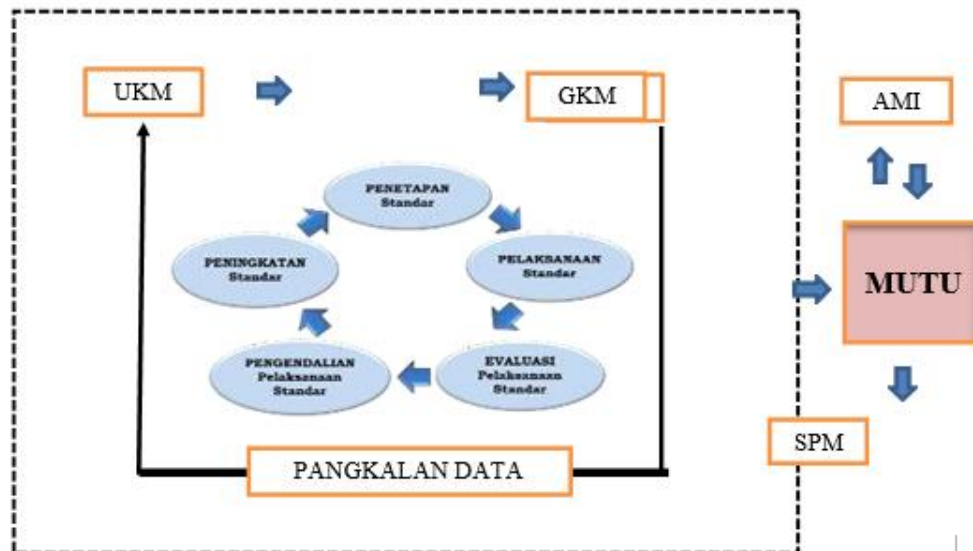 UKM
GKM
AMI
PENETAPAN
Standar
PENINGKATAN
Standar
PELAKSANAAN
Standar
MUTU
PENGENDALIAN
Pelaksanaan
Standar
EVALUASI
Pelaksanaan
Standar
SPM
PANGKALAN DATA